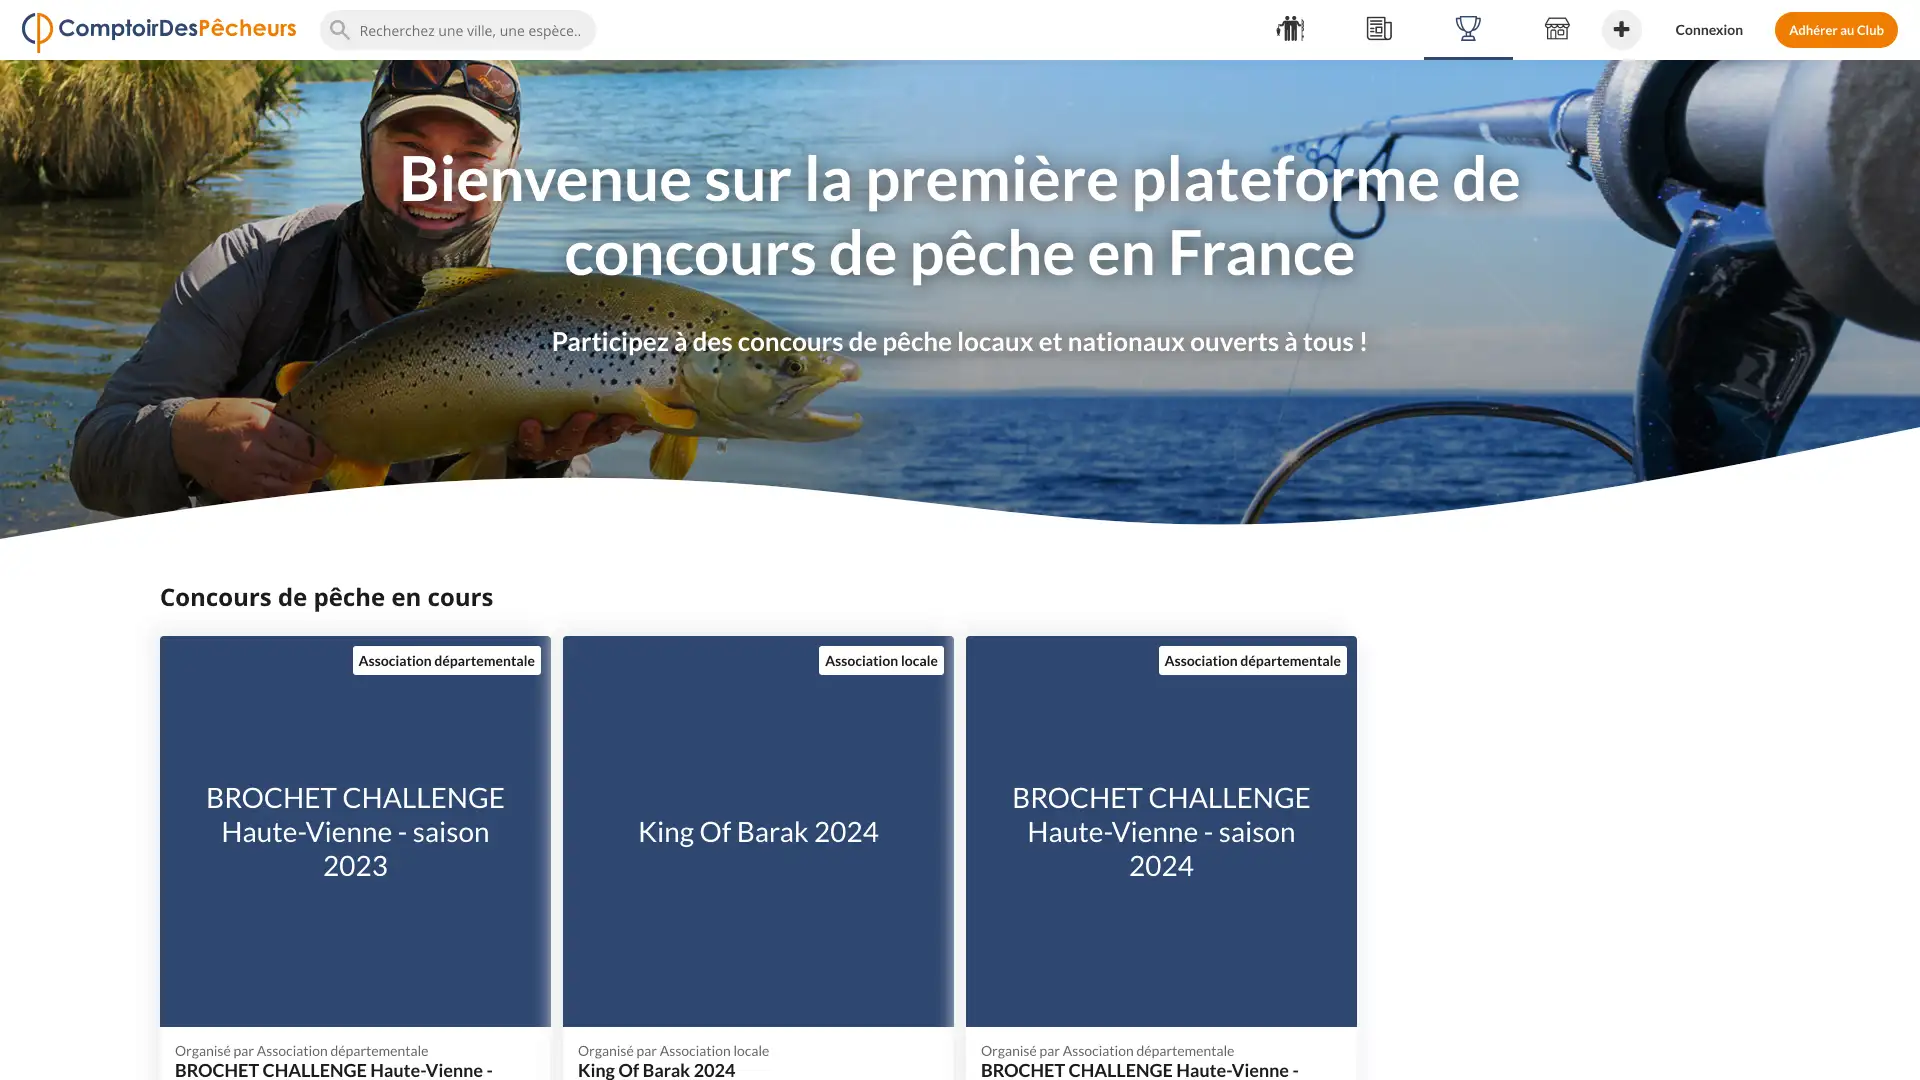 ComptoirDesPêcheurs
Recherchez une ville, une espèce..
Connexion
Adhérer au Club
Bienvenue sur la première plateforme de
concours de pêche en France
Participez à des concours de pêche locaux et nationaux ouverts à tous !
Concours de pêche en cours
Association départementale
BROCHET CHALLENGE
Haute-Vienne - saison
2023
Organisé par Association départementale
BROCHET CHALLENGE Haute-Vienne -
Association locale
King Of Barak 2024
Organisé par Association locale
King Of Barak 2024
Association départementale
BROCHET CHALLENGE
Haute-Vienne - saison
2024
Organisé par Association départementale
BROCHET CHALLENGE Haute-Vienne -